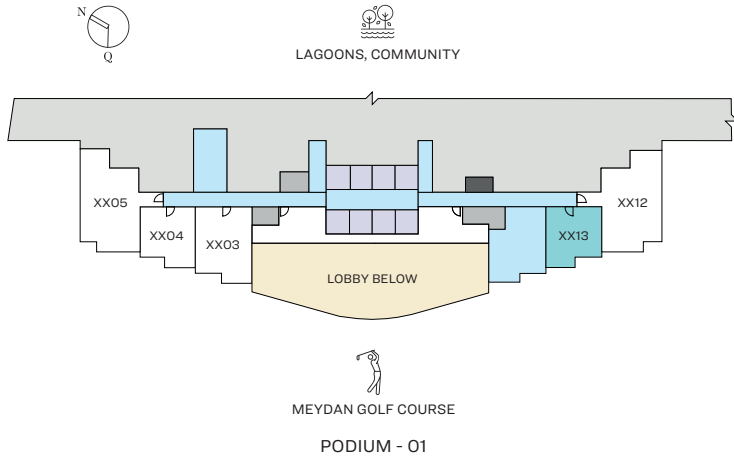 N
Q
LAGOONS, COMMUNITY
XX05
XX04
XX03
LOBBY BELOW
XX13
XX12
MEYDAN GOLF COURSE
PODIUM - 01